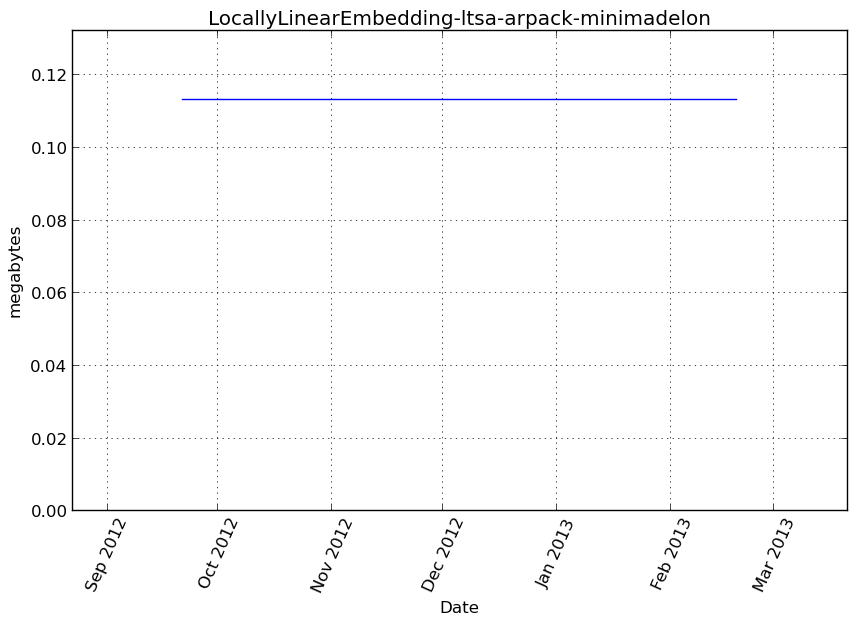 LocallyLinearEmbedding-ltsa-arpack-minimadelon
0.12
0.10
0.08
0.06
0.04
0.02
0.00
megabytes
Sep 2012
Oct 2012
Nov 2012
Dec 2012
Jan 2013
Feb 2013
Mar 2013
Date